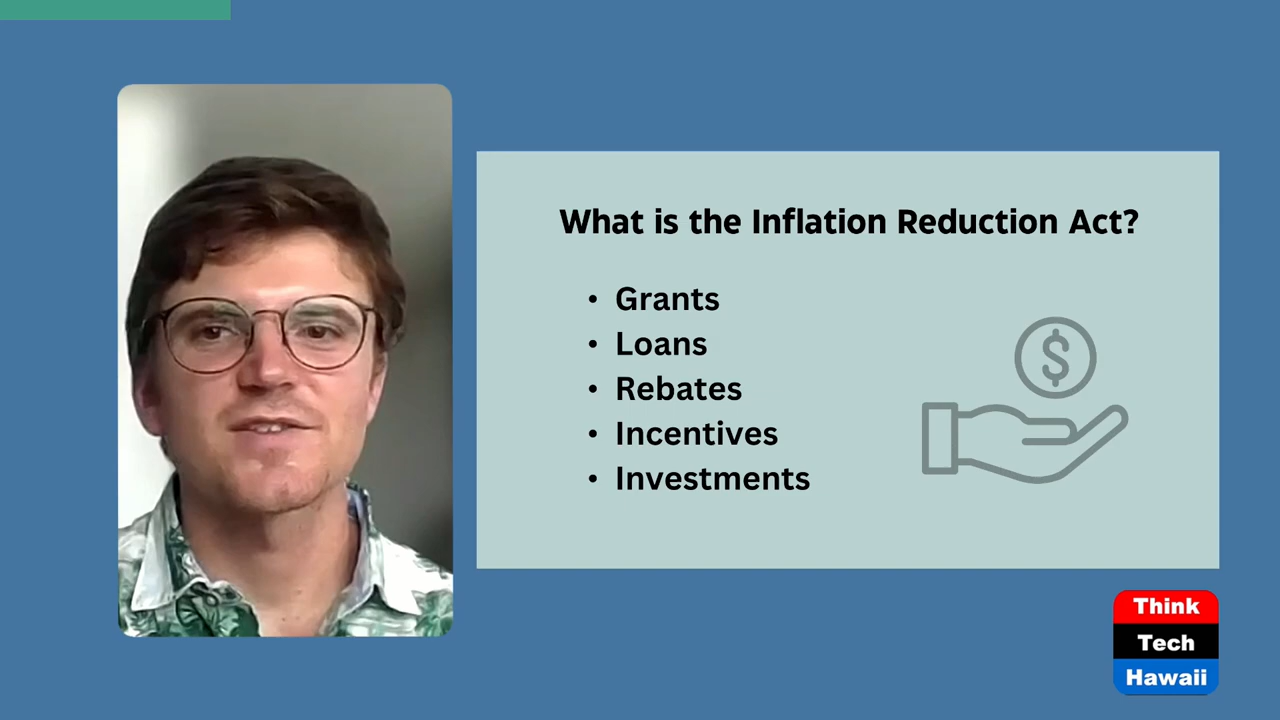 What is the Inflation Reduction Act?
• Grants
• Loans
• Rebates
• Incentives
• Investments
$
Think
Tech
Hawaii